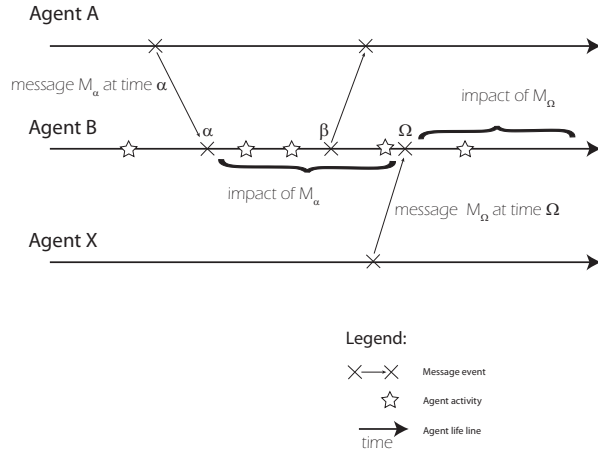 Agent A
message Mα at time α
impact of MΩ
Agent B
α
β
Ω
impact of Mα
message MΩ at time Ω
Agent X
Legend:
Message event
Agent activity
Agent life line
time